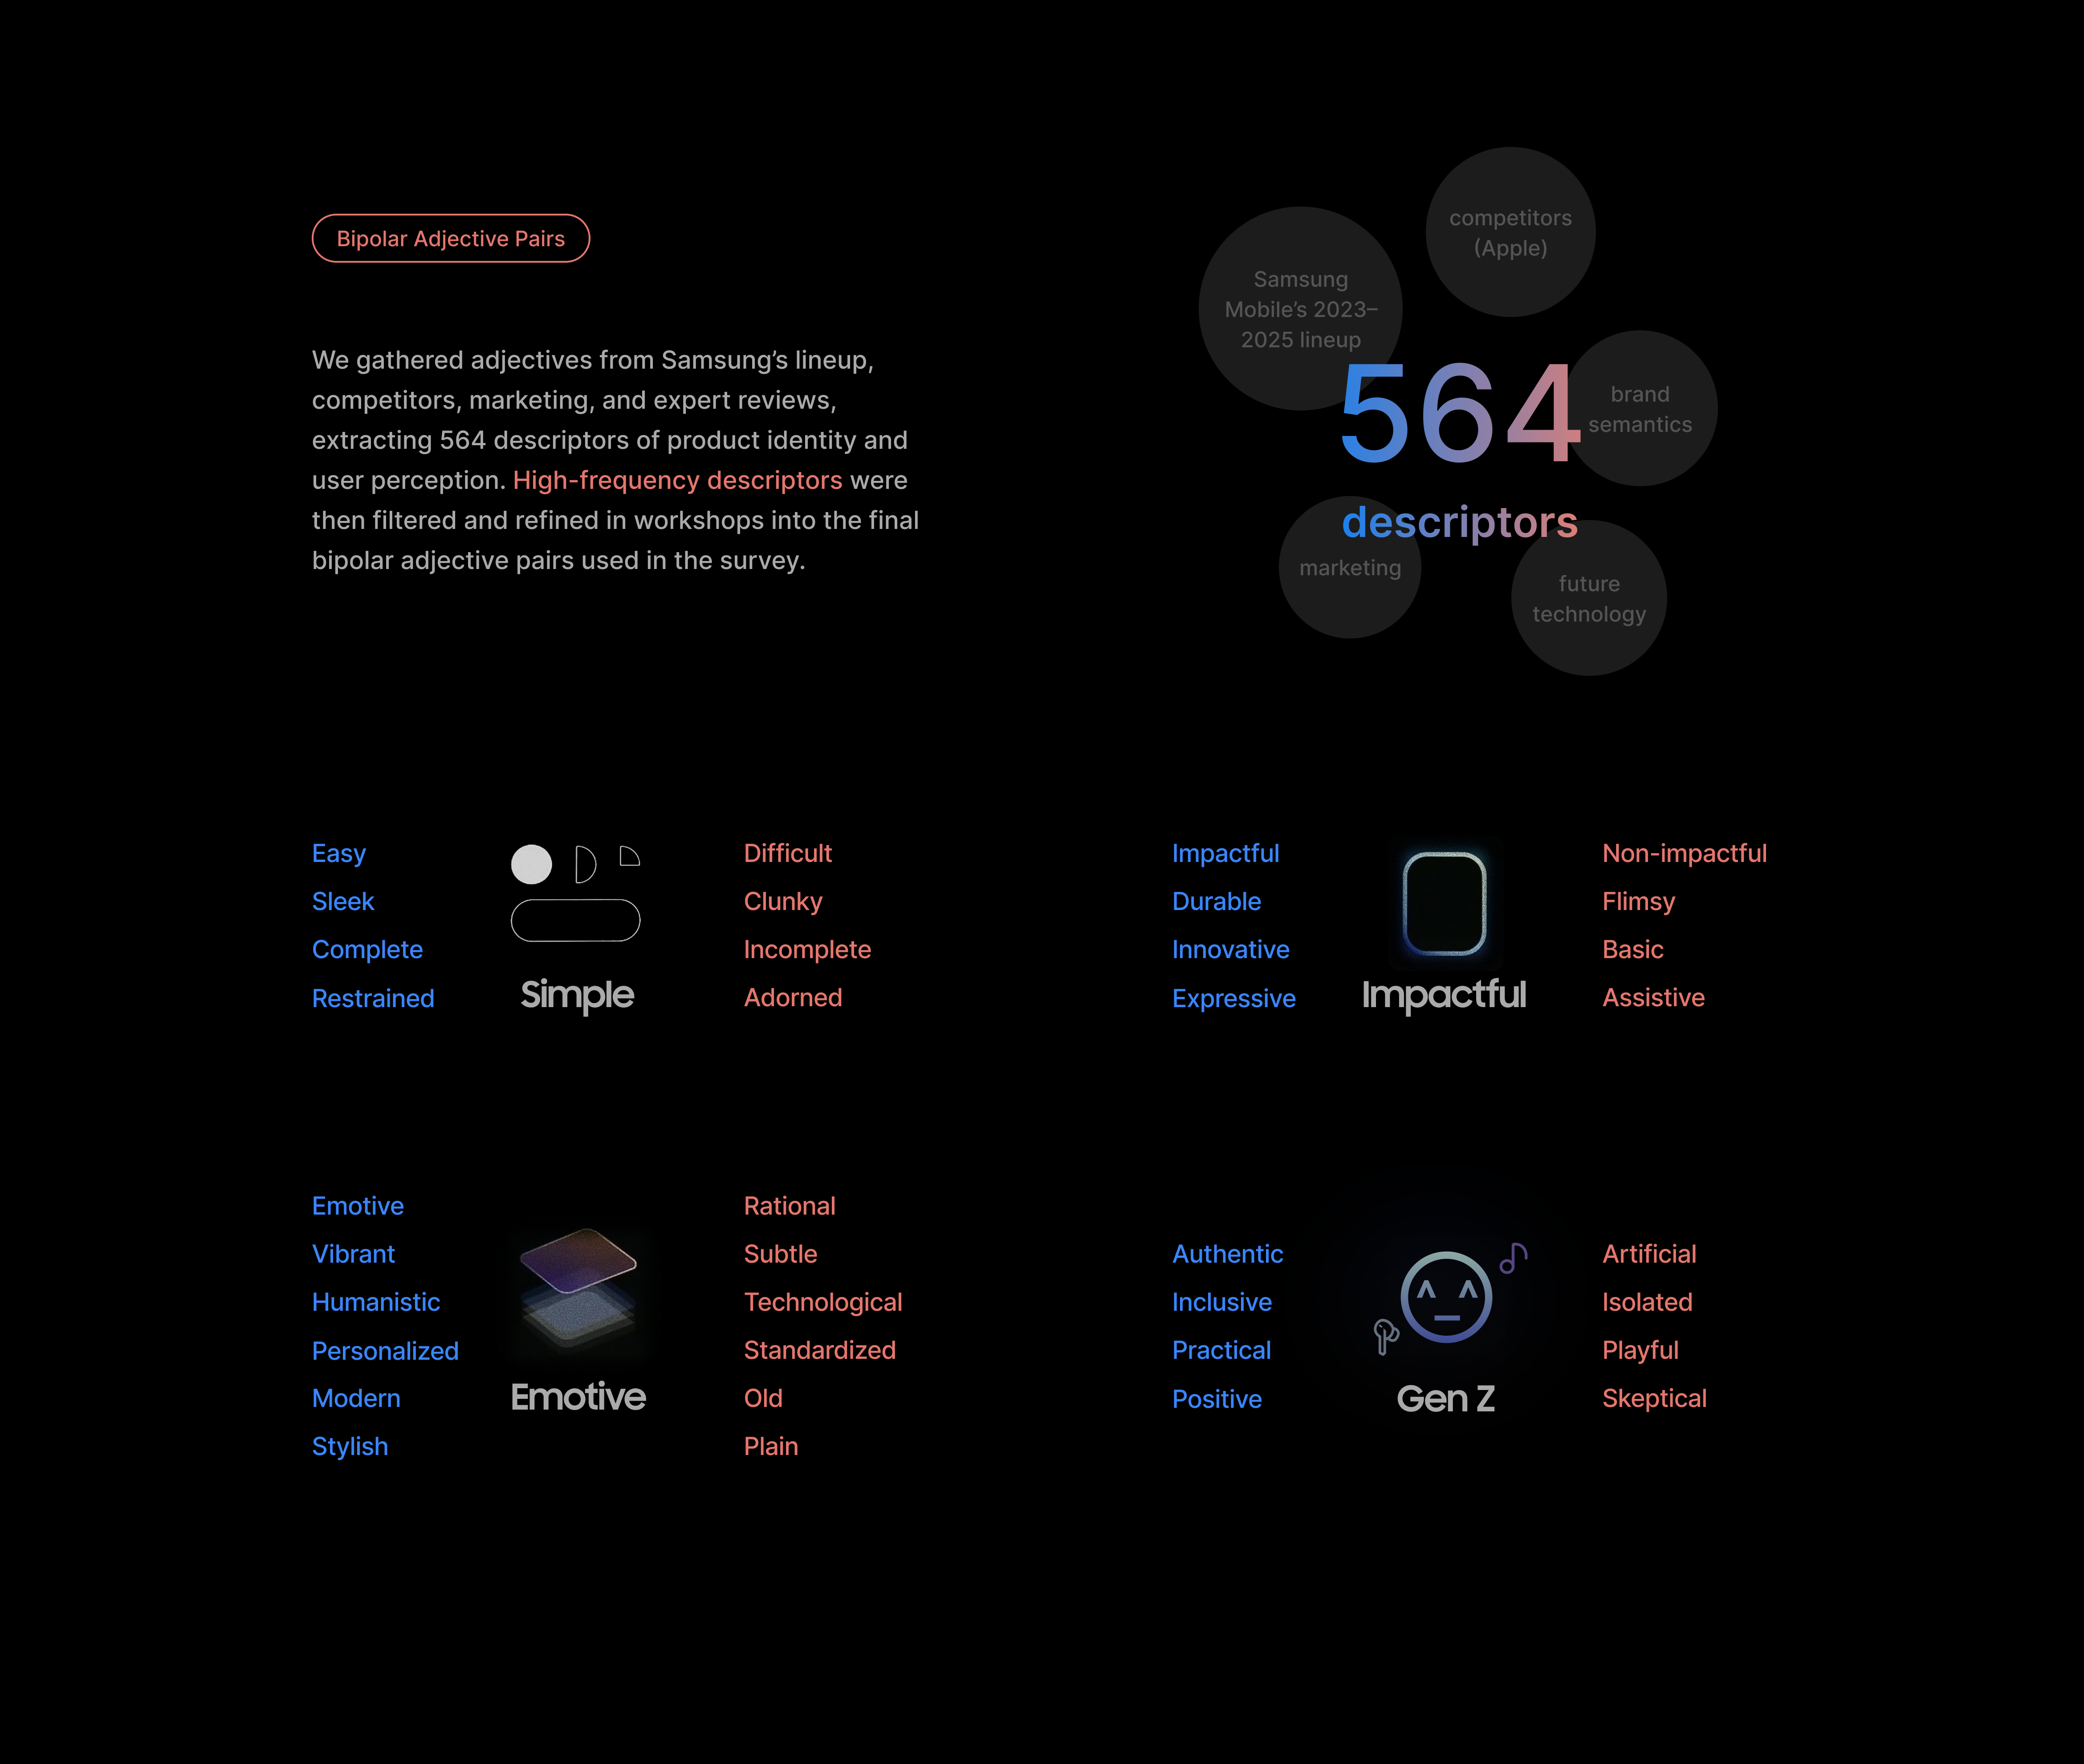 Bipolar Adjective Pairs
We gathered adjectives from Samsung’s lineup,
competitors, marketing, and expert reviews,
extracting 564 descriptors of product identity and
user perception. High-frequency descriptors were
then filtered and refined in workshops into the final
bipolar adjective pairs used in the survey.
competitors
(Apple)
Samsung
Mobile’s 2023–
2025 lineup
564
descriptors
brand
semantics
marketing
future
technology
Easy
Sleek
Complete
Restrained
Simple
Difficult
Clunky
Incomplete
Adorned
Impactful
Durable
Innovative
Expressive
Impactful
Non-impactful
Flimsy
Basic
Assistive
Emotive
Vibrant
Humanistic
Personalized
Modern
Stylish
Emotive
Rational
Subtle
Technological
Standardized
Old
Plain
Authentic
Inclusive
Practical
Positive
Gen Z
Artificial
Isolated
Playful
Skeptical